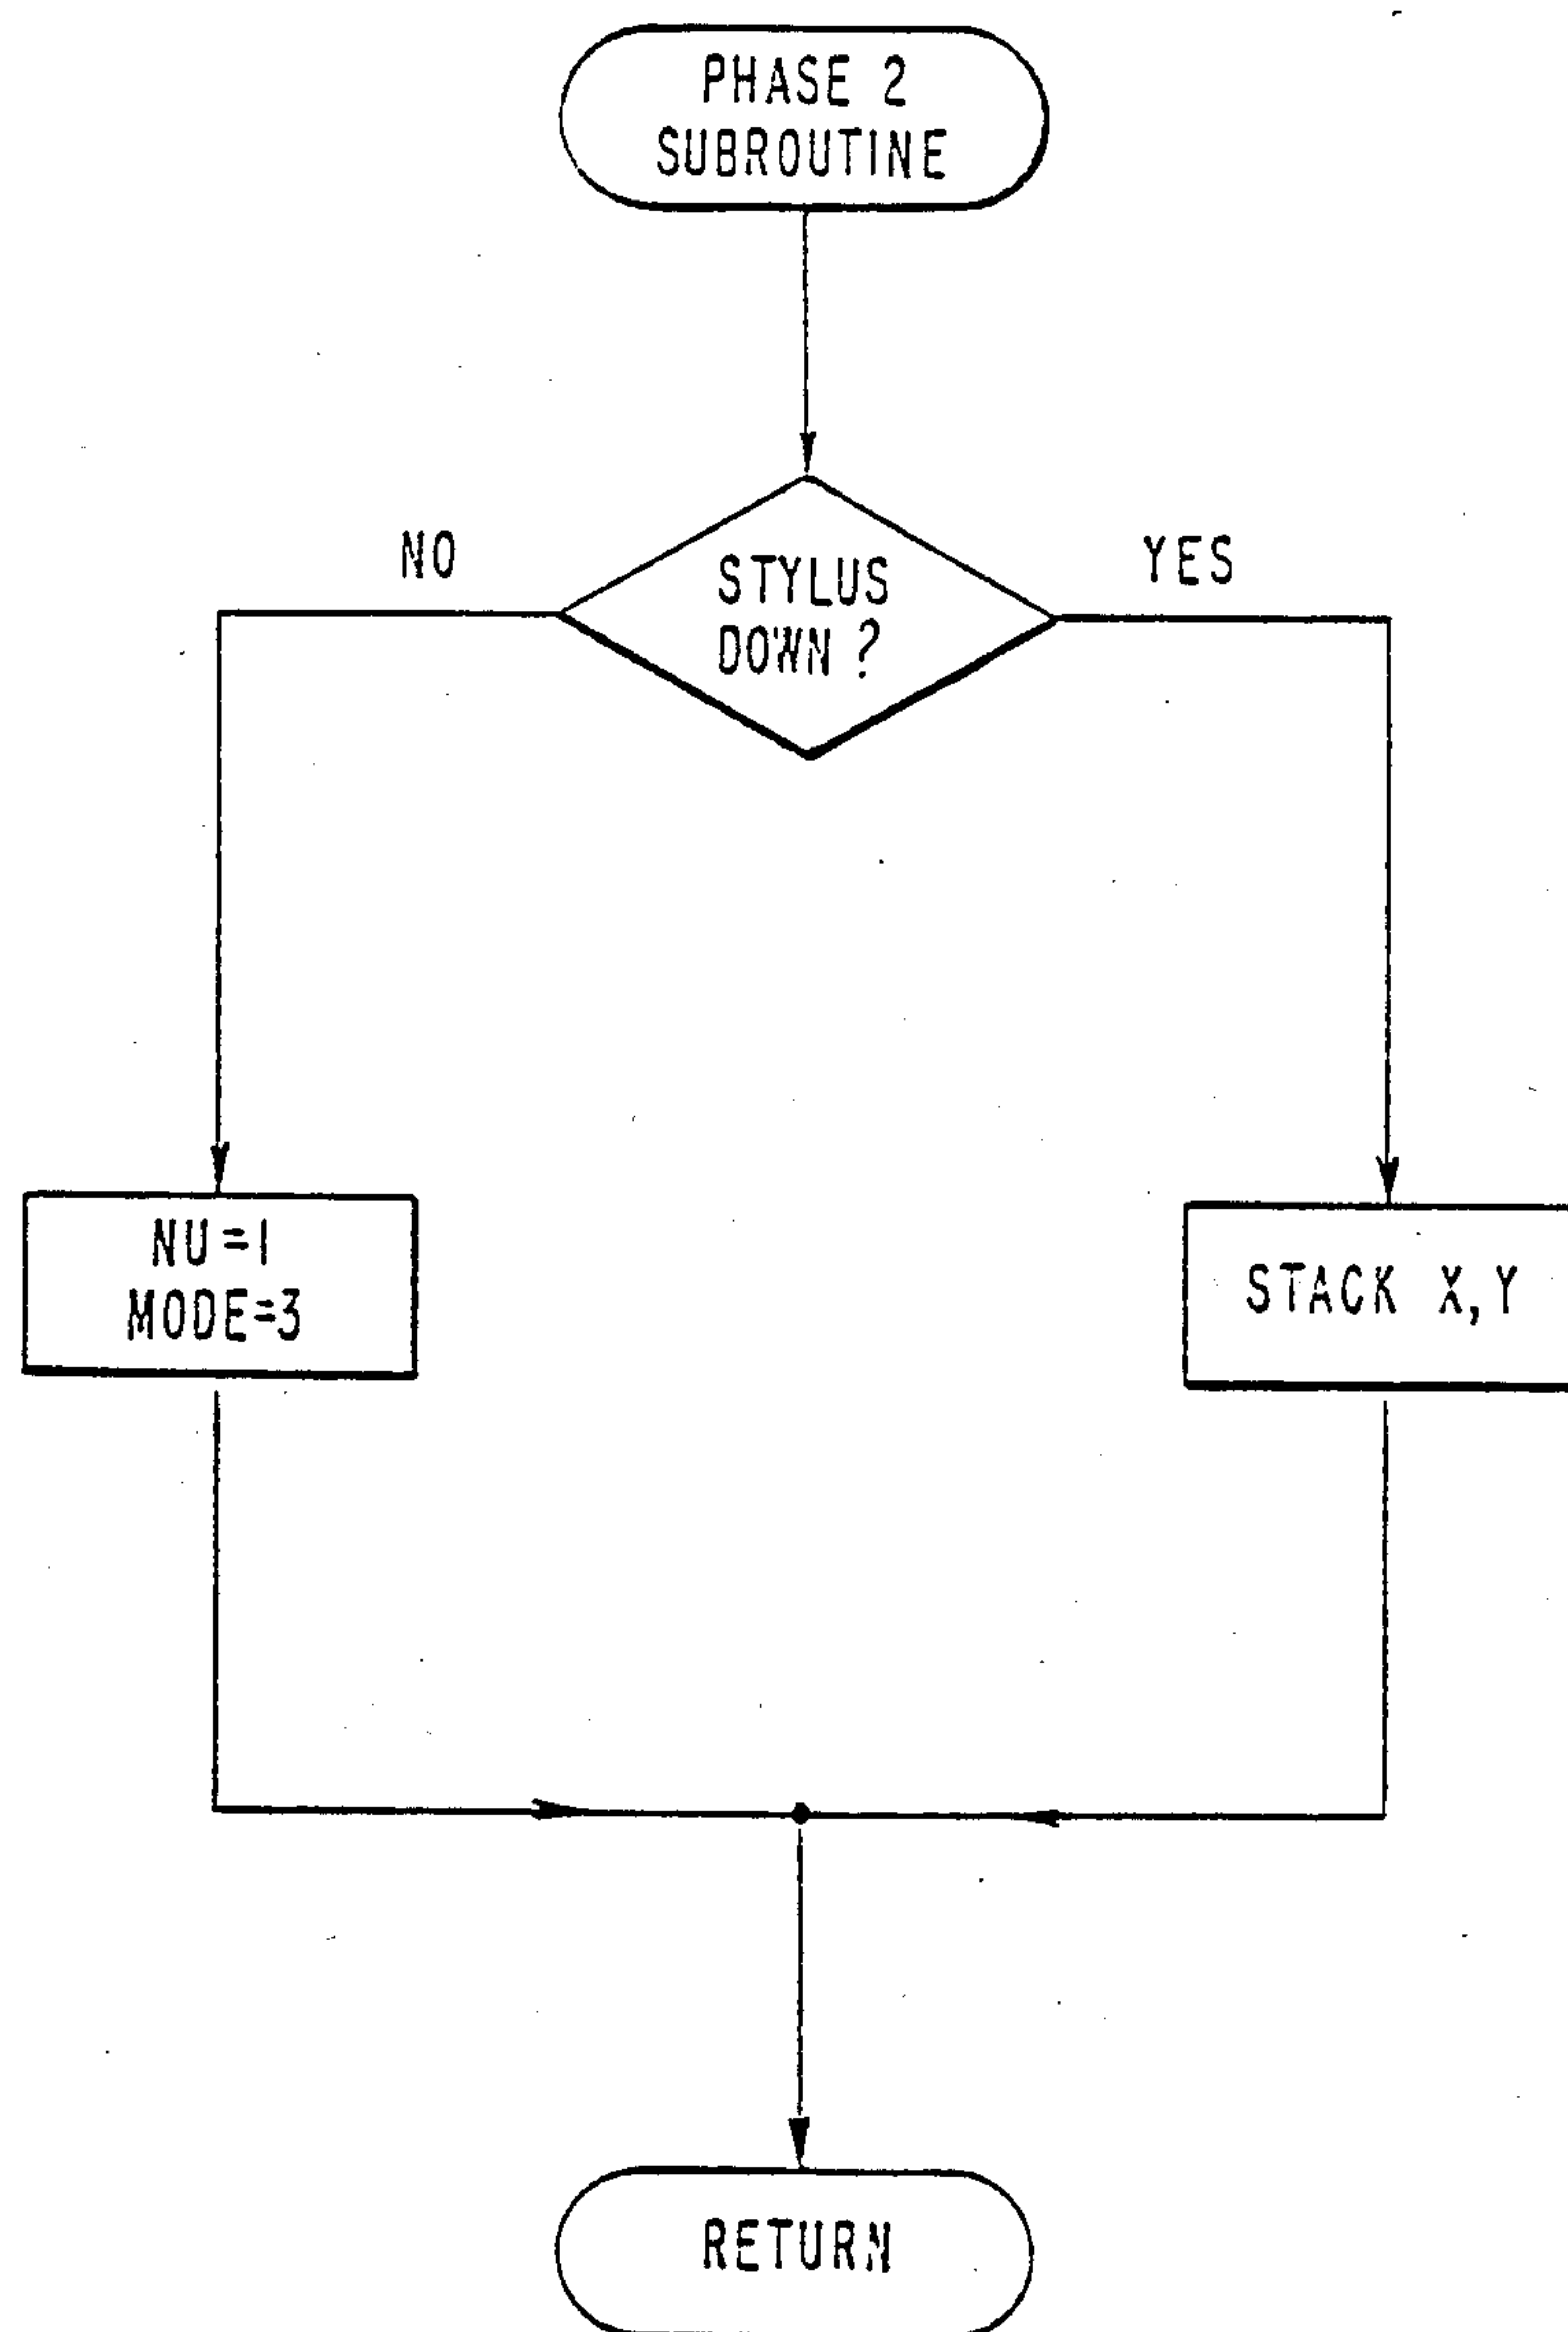 PHASE 2
SUBROUTINE
NO
YES
STYLUS
DOWN ?
NU=1
MODE=3
STACK X,Y
RETURN